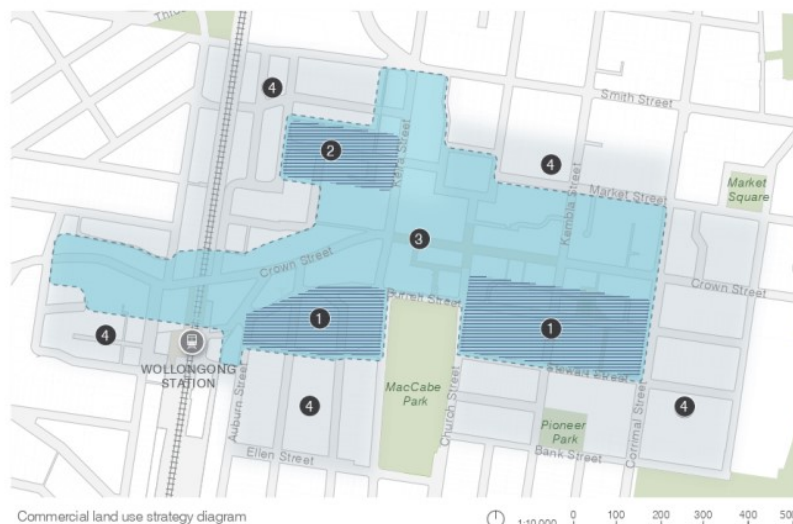 Smith Street
4
2
Keira Street
4
Market Street
Market
Square
Kembla Street
3
Crown Street
Crown Street
Burelli Street
1
1
4
WOLLONGONG
STATION
Stewart Street
Auburn Street
4
MacCabe
Park
Church Street
4
Corrimal Street
Pioneer
Park
Ellen Street
Bank Street
Commercial land use strategy diagram
1:10,000 0 100 200 300 400 500